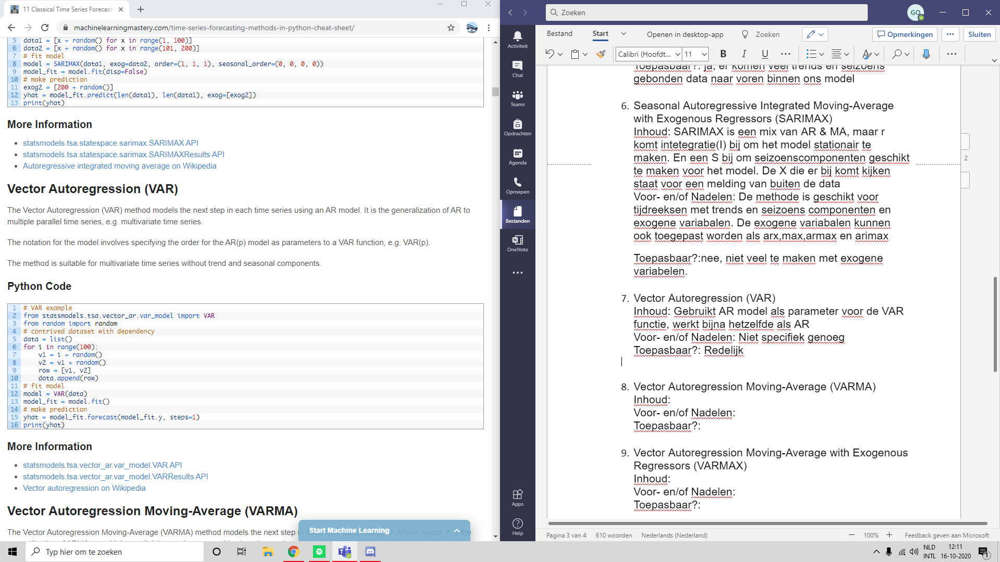 11 Classical Time Series Forecasti
machinelearningmastery.com/time-series-forecasting-methods-in-python-cheat-sheet/
5 data1 = [x + random() for x in range(1, 100)]
6 data2 = [x + random() for x in range(101, 200)]
7 # fit model
8 model = SARIMAX(data1, exog=data2, order=(1, 1, 1), seasonal_order=(0, 0, 0, 0))
9 model_fit = model.fit(disp=False)
10 # make prediction
11 exog2 = [200 + random()]
12 yhat = model_fit.predict(len(data1), len(data1), exog=[exog2])
13 print(yhat)
More Information
• statsmodels.tsa.statespace.sarimax.SARIMAX API
• statsmodels.tsa.statespace.sarimax.SARIMAXResults API
• Autoregressive integrated moving average on Wikipedia
Vector Autoregression (VAR)
The Vector Autoregression (VAR) method models the next step in each time series using an AR model. It is the generalization of AR to
multiple parallel time series, e.g. multivariate time series.
The notation for the model involves specifying the order for the AR(p) model as parameters to a VAR function, e.g. VAR(p).
The method is suitable for multivariate time series without trend and seasonal components.
Python Code
1 # VAR example
2 from statsmodels.tsa.vector_ar.var_model import VAR
3 from random import random
4 # contrived dataset with dependency
5 data = list()
6 for i in range(100):
7 v1 = i + random()
8 v2 = v1 + random()
9 row = [v1, v2]
10 data.append(row)
11 # fit model
12 model = VAR(data)
13 model_fit = model.fit()
14 # make prediction
15 yhat = model_fit.forecast(model_fit.y, steps=1)
16 print(yhat)
More Information
• statsmodels.tsa.vector_ar.var_model.VAR API
• statsmodels.tsa.vector_ar.var_model.VARResults API
• Vector autoregression on Wikipedia
Vector Autoregression Moving-Average (VARMA)
The Vector Autoregression Moving-Average (VARMA) method models the next step in each time series using an ARMA model. It is the
Start Machine Learning
Zoeken
GO
Activiteit
Chat
Teams
Opdrachten
Agenda
Oproepen
Bestanden
OneNote
Apps
Help
Bestand
Start
Openen in desktop-app
Zoeken
Opmerkingen
Sluiten
Calibri (Hoofdt...
11
B I U
Toepasbaar?: ja, er komen veel trends en seizoens
gebonden data naar voren binnen ons model
6. Seasonal Autoregressive Integrated Moving-Average
with Exogenous Regressors (SARIMAX)
Inhoud: SARIMAX is een mix van AR & MA, maar r
komt intetegratie(I) bij om het model stationair te
maken. En een S bij om seizoenscomponenten geschikt
te maken voor het model. De X die er bij komt kijken
staat voor een melding van buiten de data
Voor- en/of Nadelen: De methode is geschikt voor
tijdreeksen met trends en seizoens componenten en
exogene variabalen. De exogene variabalen kunnen
ook toegepast worden als arx,max,armax en arimax
Toepasbaar?:nee, niet veel te maken met exogene
variabelen.
2
7. Vector Autoregression (VAR)
Inhoud: Gebruikt AR model als parameter voor de VAR
functie, werkt bijna hetzelfde als AR
Voor- en/of Nadelen: Niet specifiek genoeg
Toepasbaar?: Redelijk
8. Vector Autoregression Moving-Average (VARMA)
Inhoud:
Voor- en/of Nadelen:
Toepasbaar?:
9. Vector Autoregression Moving-Average with Exogenous
Regressors (VARMAX)
Inhoud:
Voor- en/of Nadelen:
Toepasbaar?:
Pagina 3 van 4
610 woorden
Nederlands (Nederland)
100%
Feedback geven aan Microsoft
Typ hier om te zoeken
NLD
INTL
12:11
16-10-2020
1